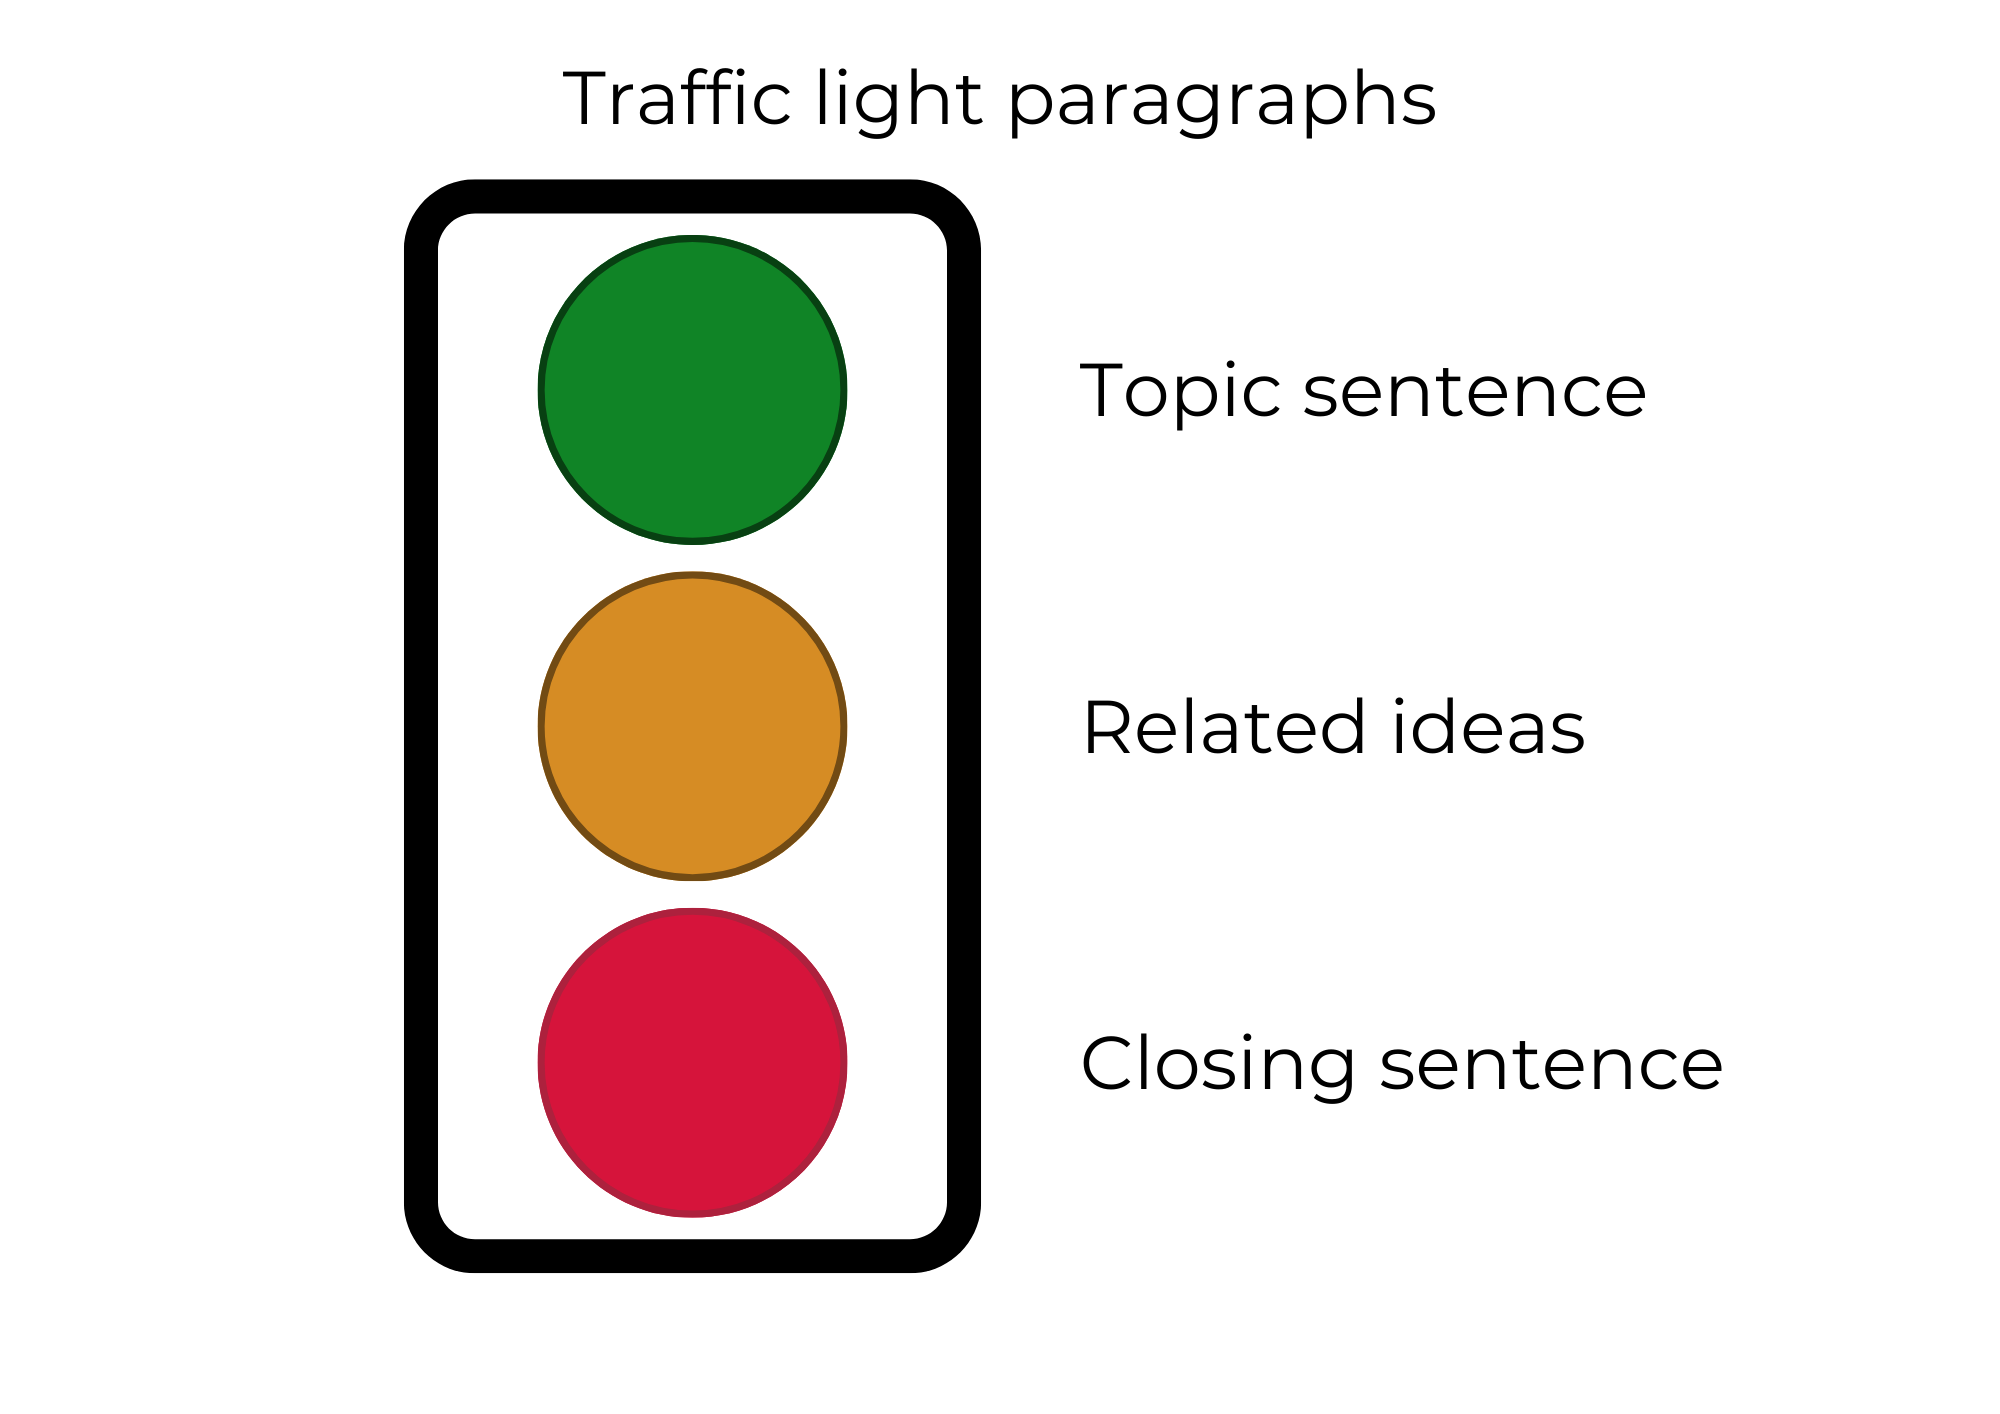 Traffic light paragraphs
Topic sentence
Related ideas
Closing sentence